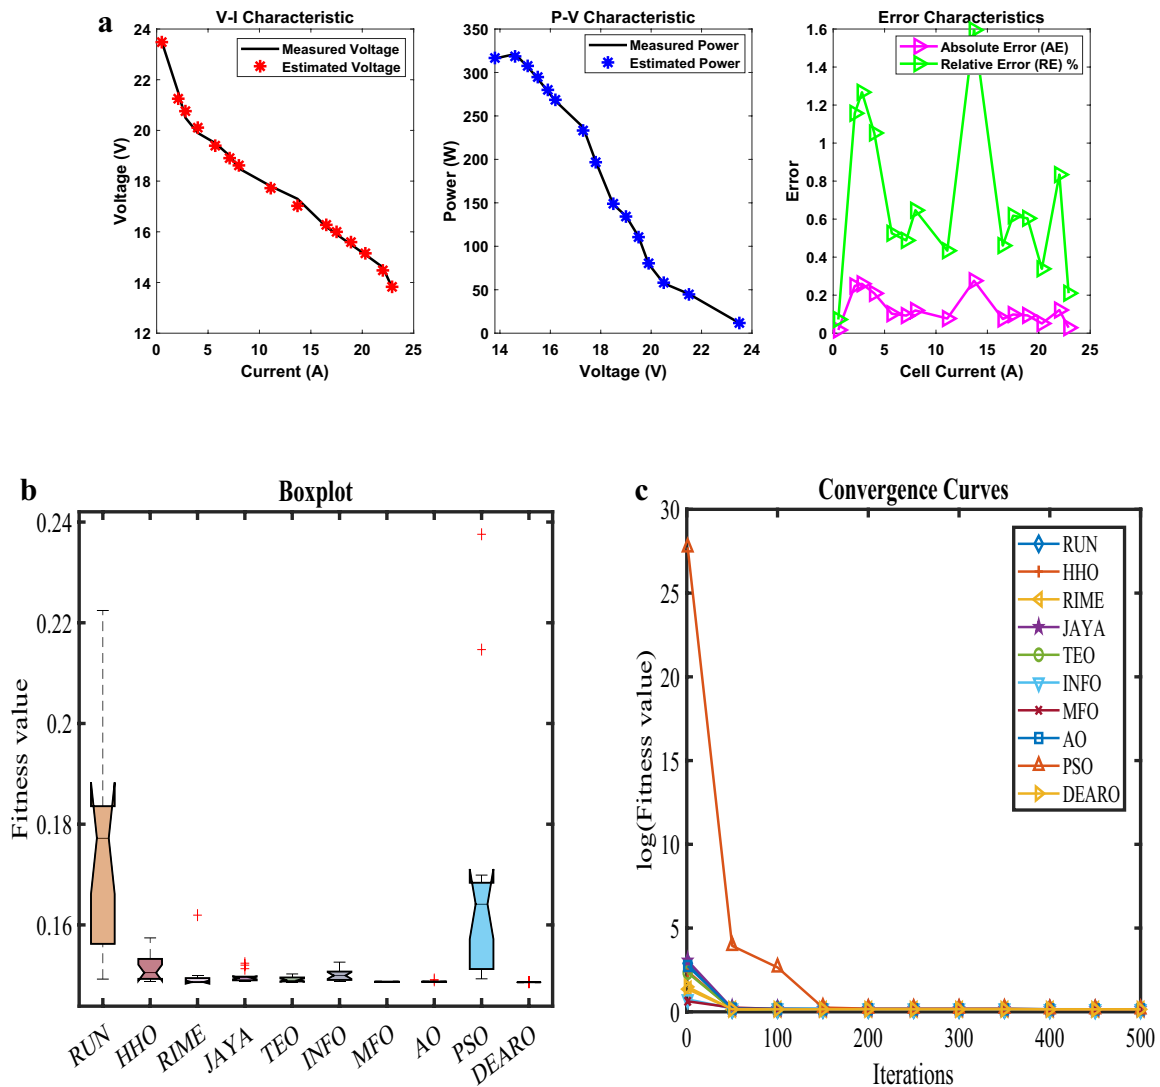 a
V-I Characteristic
24
22
20
18
16
14
12
0
5
10
15
20
25
Voltage (V)
Current (A)
Measured Voltage
Estimated Voltage
P-V Characteristic
350
300
250
200
150
100
50
0
14
16
18
20
22
24
Power (W)
Voltage (V)
Measured Power
Estimated Power
Error Characteristics
1.6
1.4
1.2
1
0.8
0.6
0.4
0.2
0
0
5
10
15
20
25
Error
Cell Current (A)
Absolute Error (AE)
Relative Error (RE) %
b
Boxplot
0.24
0.22
0.2
0.18
0.16
Fitness value
RUN
HHO
RIME
JAYA
TEO
INFO
MFO
AO
PSO
DEARO
c
Convergence Curves
30
25
20
15
10
5
0
0
100
200
300
400
500
log(Fitness value)
Iterations
RUN
HHO
RIME
JAYA
TEO
INFO
MFO
AO
PSO
DEARO